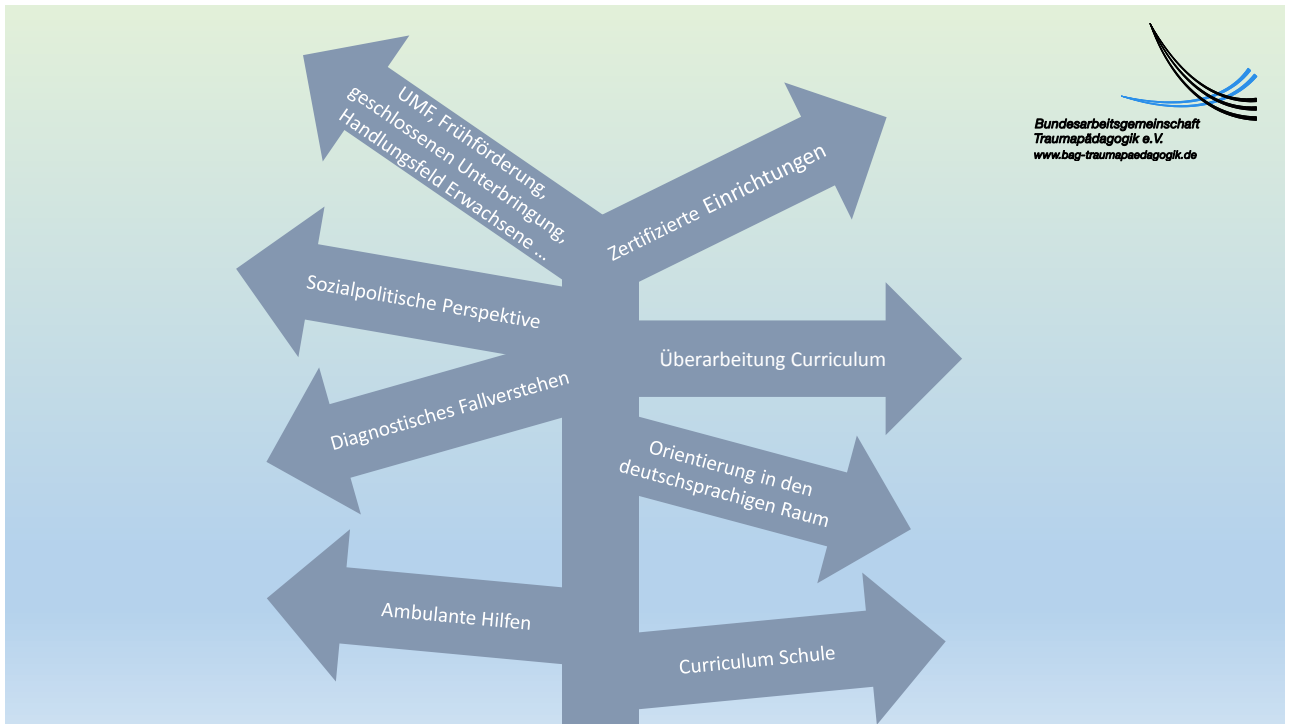 UMF, Frühförderung,
geschlossenen Unterbringung,
Handlungsfeld Erwachsene ...
Zertifizierte Einrichtungen
Bundesarbeitsgemeinschaft
Traumapädagogik e.V.
www.bag-traumapaedagogik.de
Sozialpolitische Perspektive
Überarbeitung Curriculum
Diagnostisches Fallverstehen
Orientierung in den
deutschsprachigen Raum
Ambulante Hilfen
Curriculum Schule